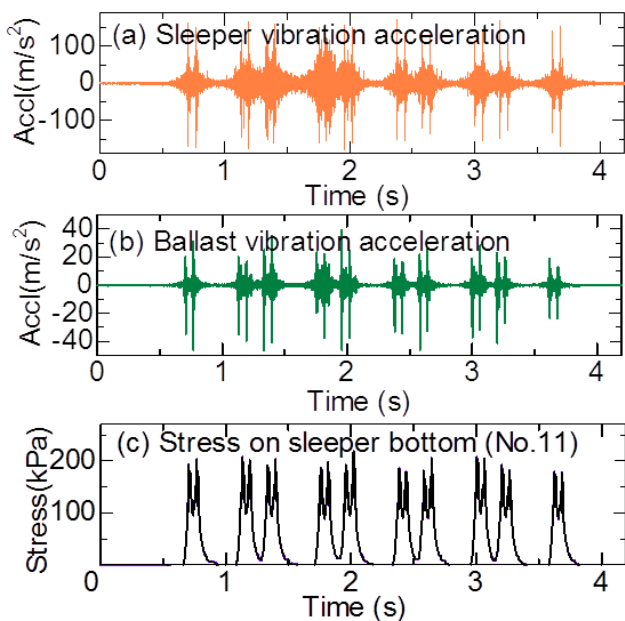 (a) Sleeper vibration acceleration
Accl(m/s²)
100
0
-100
0 1 2 3 4
Time (s)
(b) Ballast vibration acceleration
Accl(m/s²)
40
20
0
-20
-40
0 1 2 3 4
Time (s)
(c) Stress on sleeper bottom (No.11)
Stress(kPa)
200
100
0 1 2 3 4
Time (s)